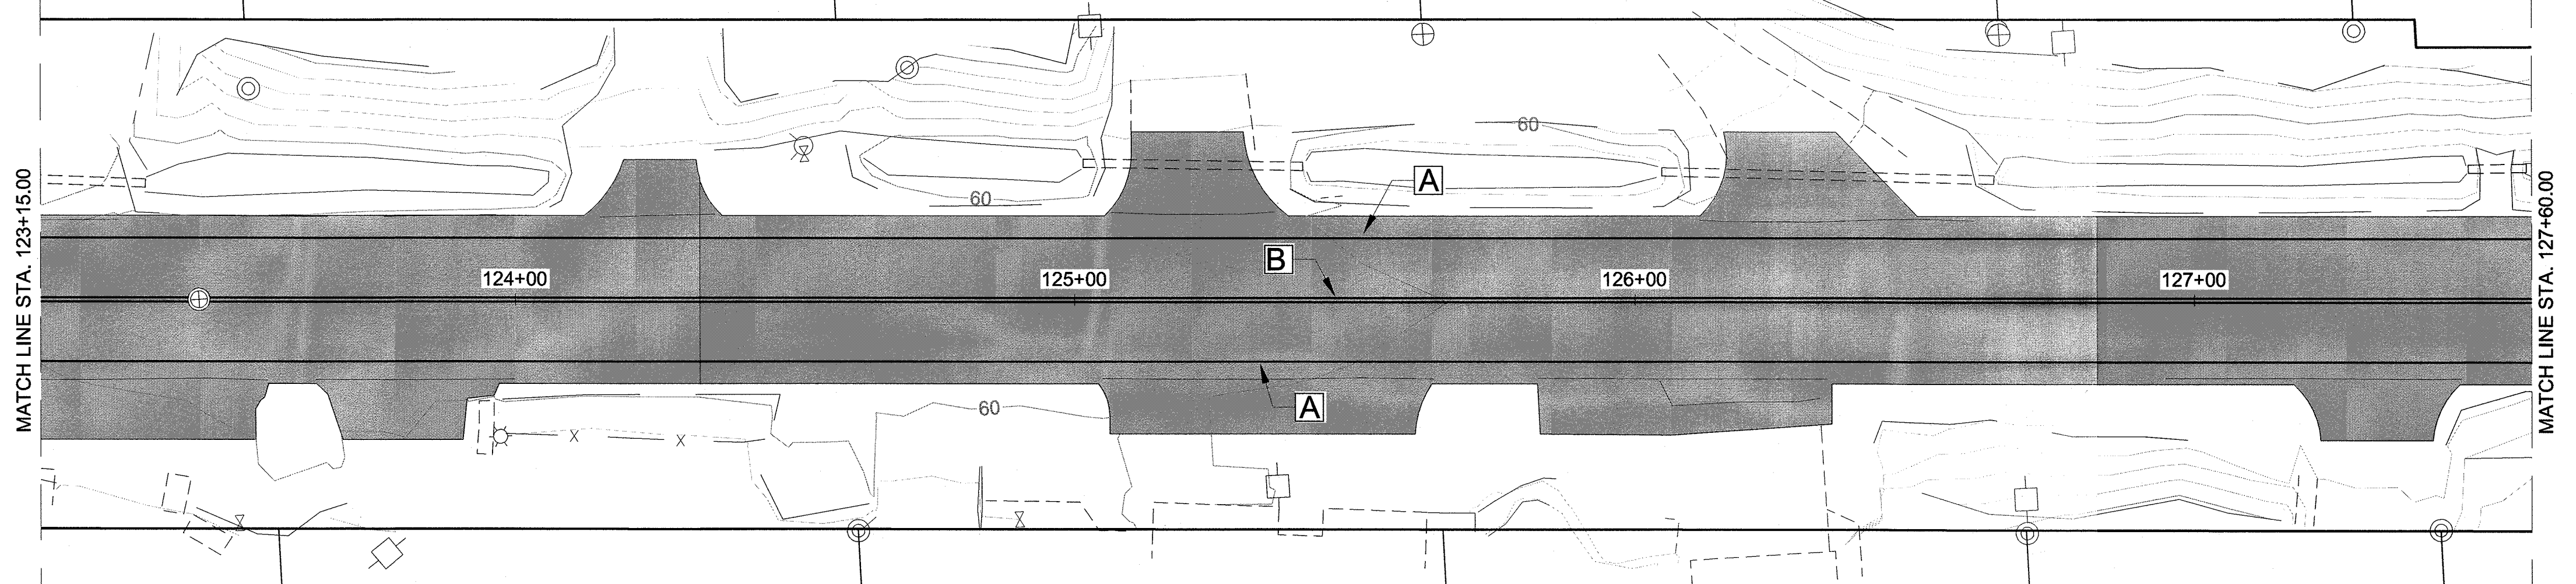 MATCH LINE STA. 123+15.00
60
A
60
B
124+00
125+00
126+00
127+00
A
60
X
X
MATCH LINE STA. 127+60.00